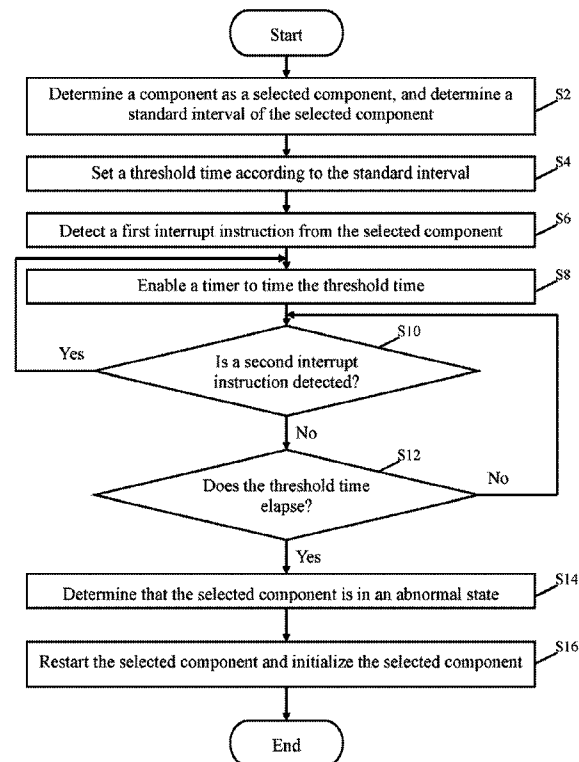 Start
Determine a component as a selected component, and determine a
standard interval of the selected component
S2
Set a threshold time according to the standard interval
S4
Detect a first interrupt instruction from the selected component
S6
Enable a timer to time the threshold time
S8
Is a second interrupt
instruction detected?
S10
Yes
No
Does the threshold time
elapse?
S12
No
Yes
Determine that the selected component is in an abnormal state
S14
Restart the selected component and initialize the selected component
S16
End